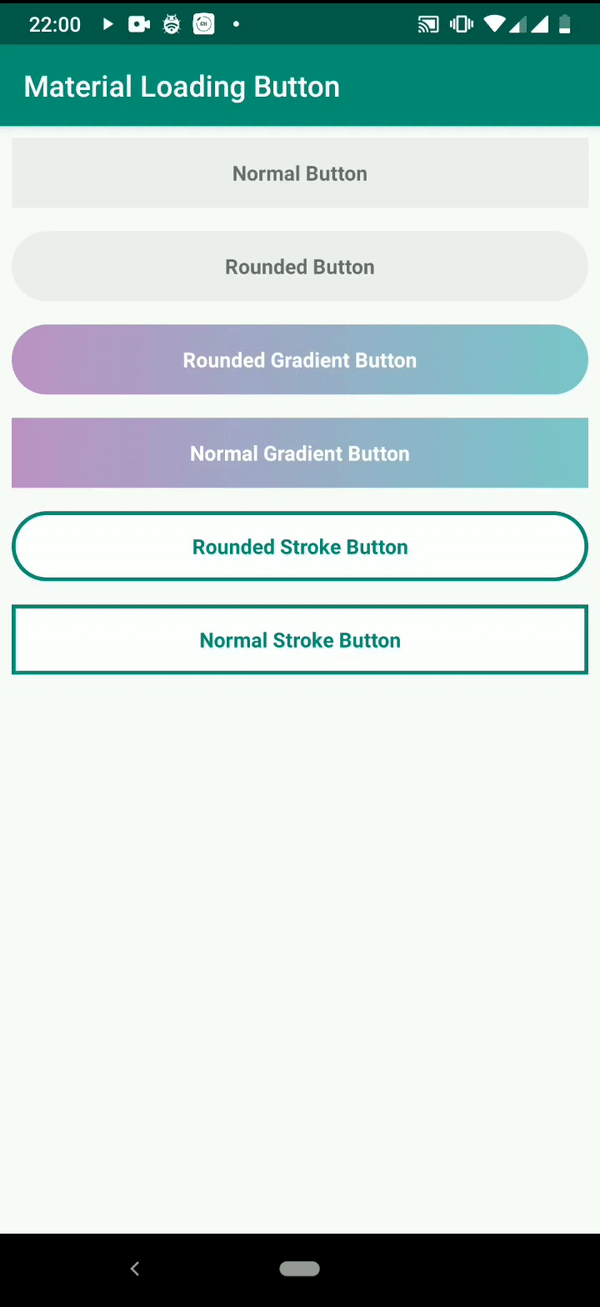 22:00
Material Loading Button
Normal Button
Rounded Button
Rounded Gradient Button
Normal Gradient Button
Rounded Stroke Button
Normal Stroke Button